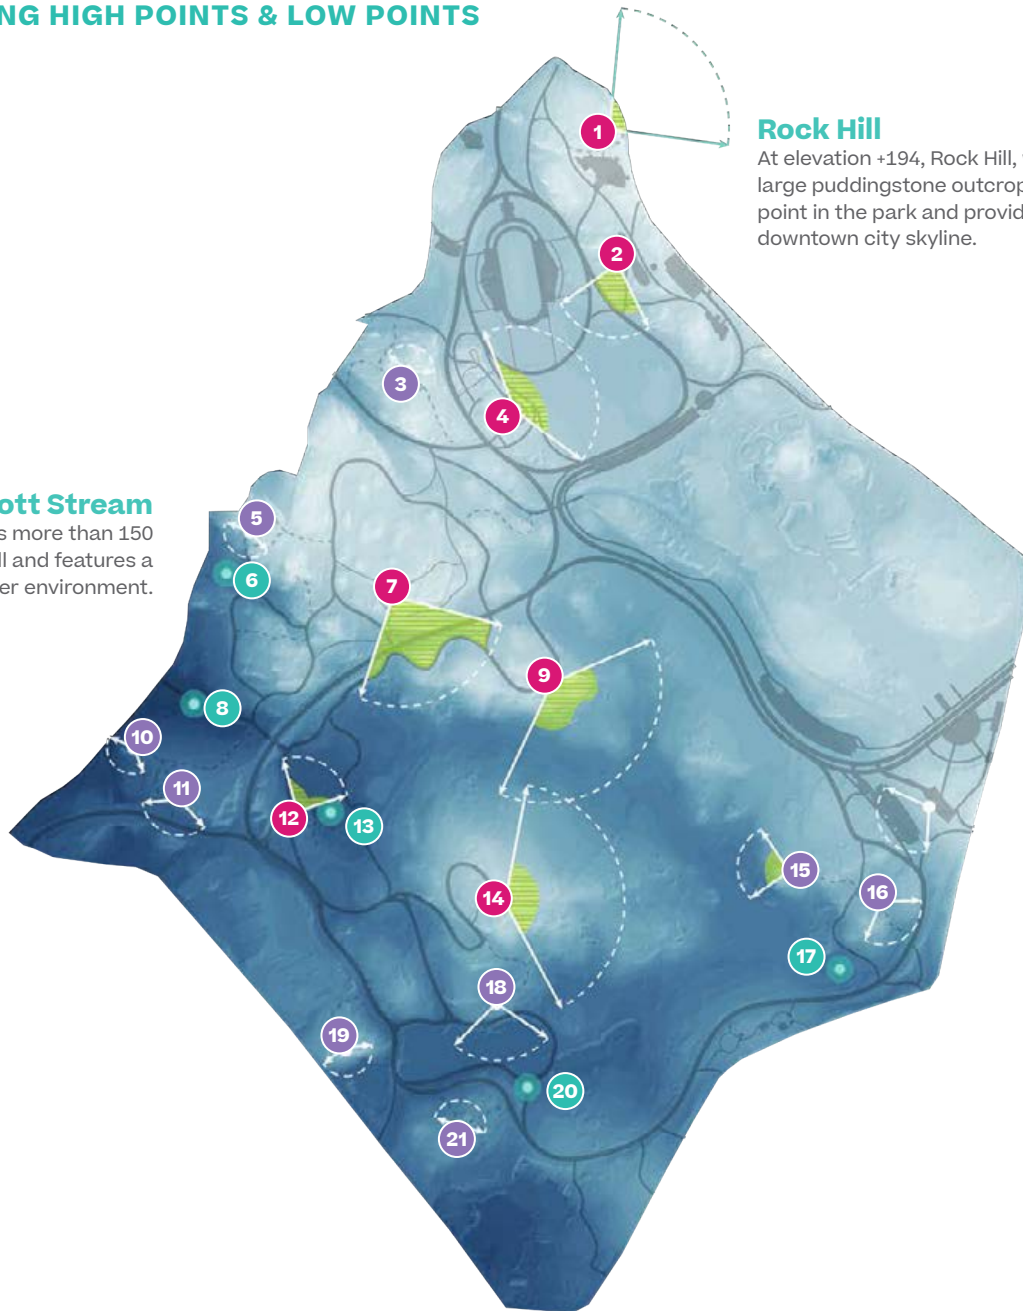 NG HIGH POINTS & LOW POINTS
1
Rock Hill
At elevation +194, Rock Hill,
large puddingstone outcrop
point in the park and provid
downtown city skyline.
2
3
4
ott Stream
s more than 150
ll and features a
er environment.
5
6
7
8
9
10
11
12
13
14
15
16
17
18
19
20
21